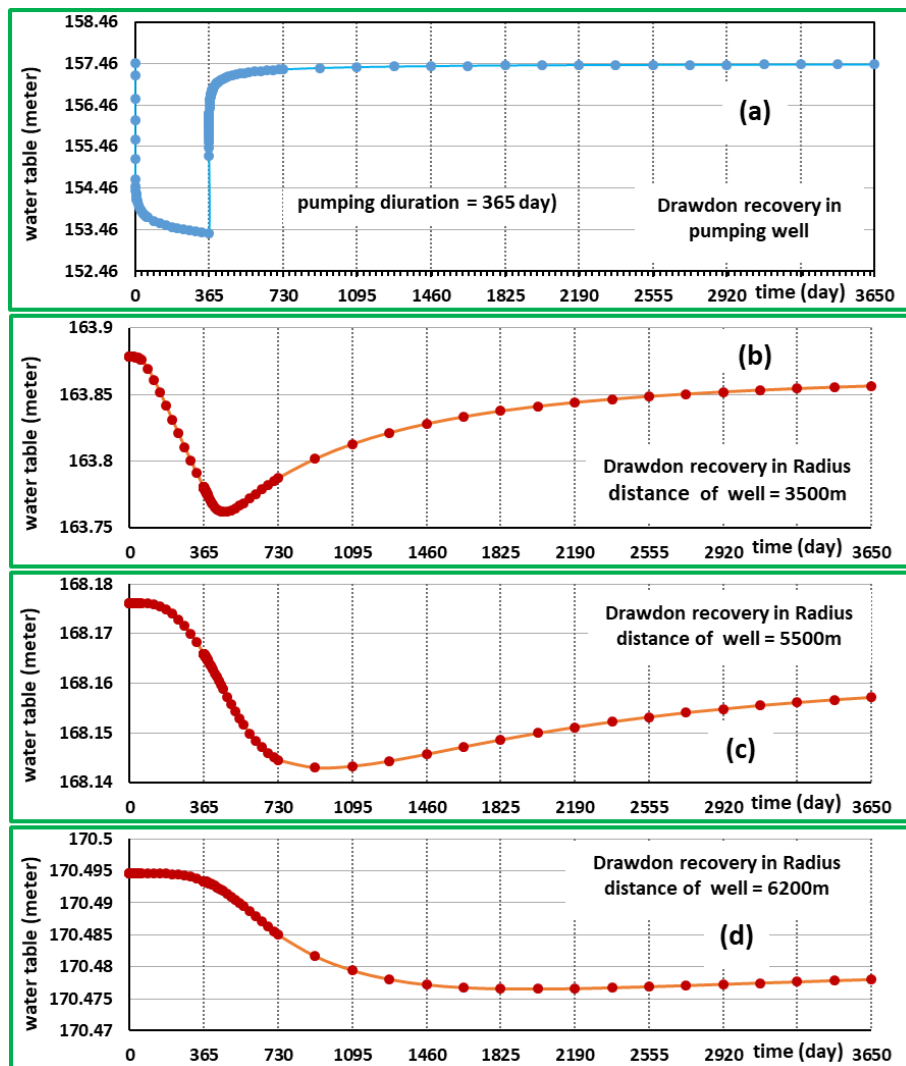 158.46
157.46
156.46
155.46
154.46
153.46
152.46
water table (meter)
(a)
pumping diuration = 365 day)
Drawdon recovery in
pumping well
0 365 730 1095 1460 1825 2190 2555 2920 3650
time (day)
163.9
163.85
163.8
163.75
water table (meter)
(b)
Drawdon recovery in Radius
distance of well = 3500m
0 365 730 1095 1460 1825 2190 2555 2920 3650
time (day)
168.18
168.17
168.16
168.15
168.14
water table (meter)
Drawdon recovery in Radius
distance of well = 5500m
(c)
0 365 730 1095 1460 1825 2190 2555 2920 3650
time (day)
170.5
170.495
170.49
170.485
170.48
170.475
170.47
water table (meter)
Drawdon recovery in Radius
distance of well = 6200m
(d)
0 365 730 1095 1460 1825 2190 2555 2920 3650
time (day)